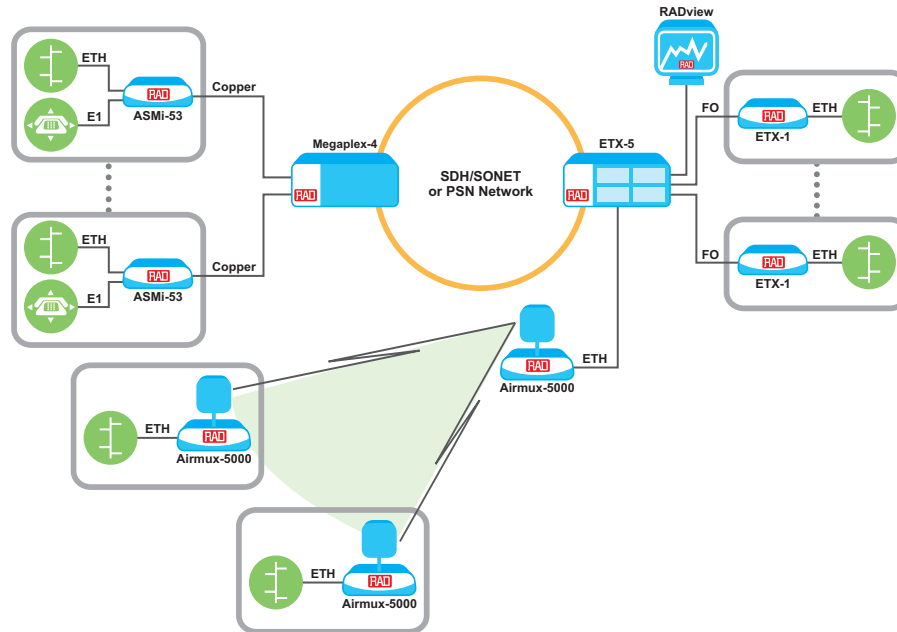 RADview
ETH
RAD
E1
ASMi-53
Copper
Megaplex-4
RAD
SDH/SONET
or PSN Network
ETX-5
RAD
RAD
FO
RAD
ETH
ETX-1
ETH
RAD
E1
ASMi-53
Copper
FO
RAD
ETH
ETX-1
RAD
ETH
Airmux-5000
ETH
RAD
Airmux-5000
ETH
RAD
Airmux-5000